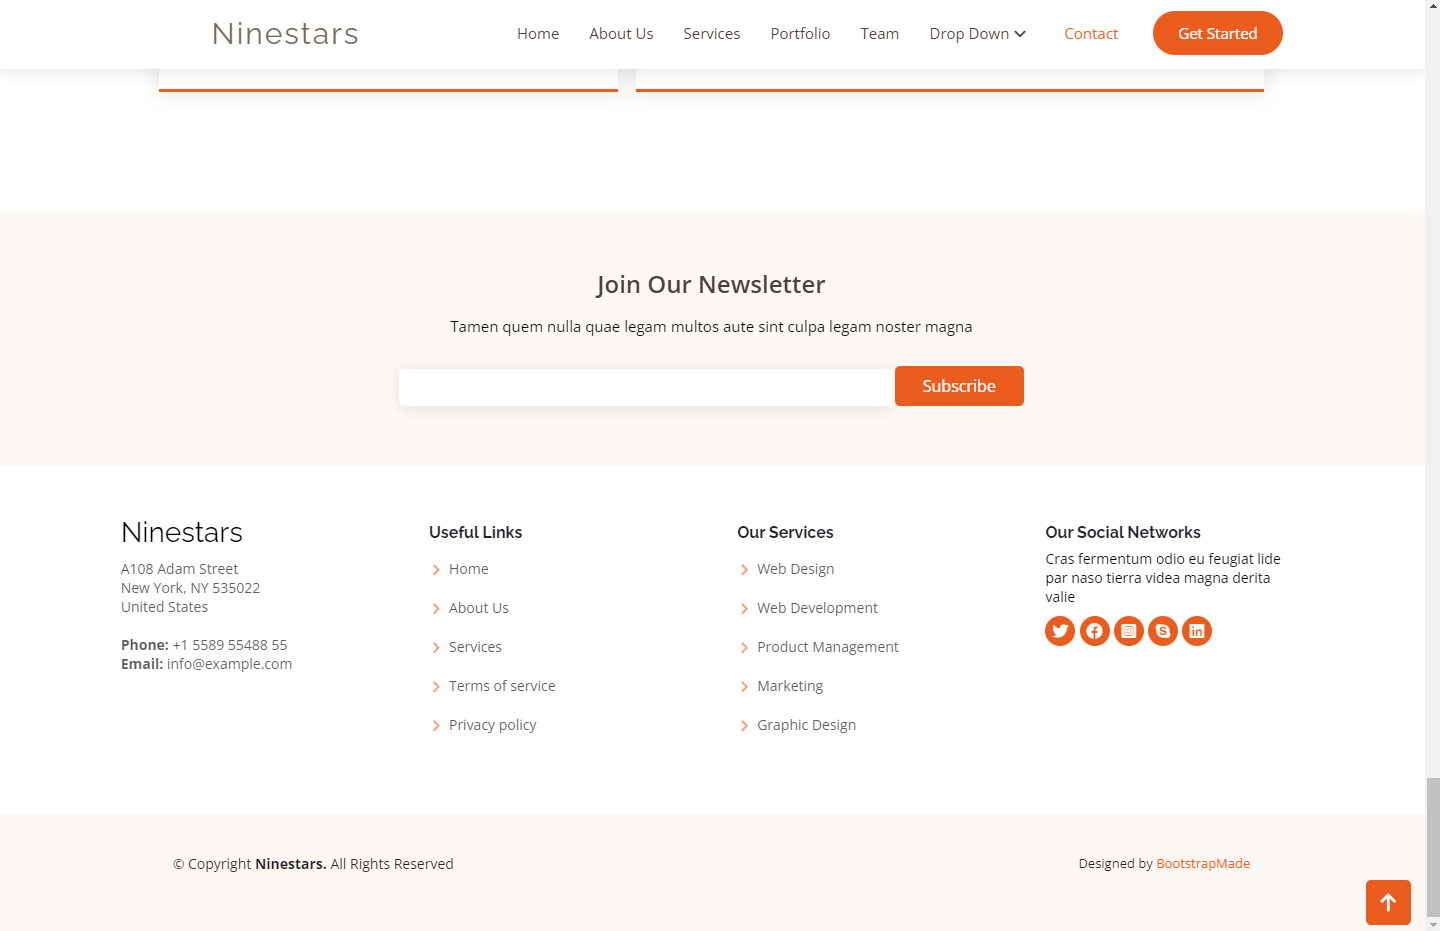 Ninestars
Home
About Us
Services
Portfolio
Team
Drop Down
Contact
Get Started
Join Our Newsletter
Tamen quem nulla quae legam multos aute sint culpa legam noster magna
Subscribe
Ninestars
A108 Adam Street
New York, NY 535022
United States
Phone: +1 5589 55488 55
Email: info@example.com
Useful Links
Home
About Us
Services
Terms of service
Privacy policy
Our Services
Web Design
Web Development
Product Management
Marketing
Graphic Design
Our Social Networks
Cras fermentum odio eu feugiat lide
par naso tierra videa magna derita
valie
© Copyright Ninestars. All Rights Reserved
Designed by BootstrapMade